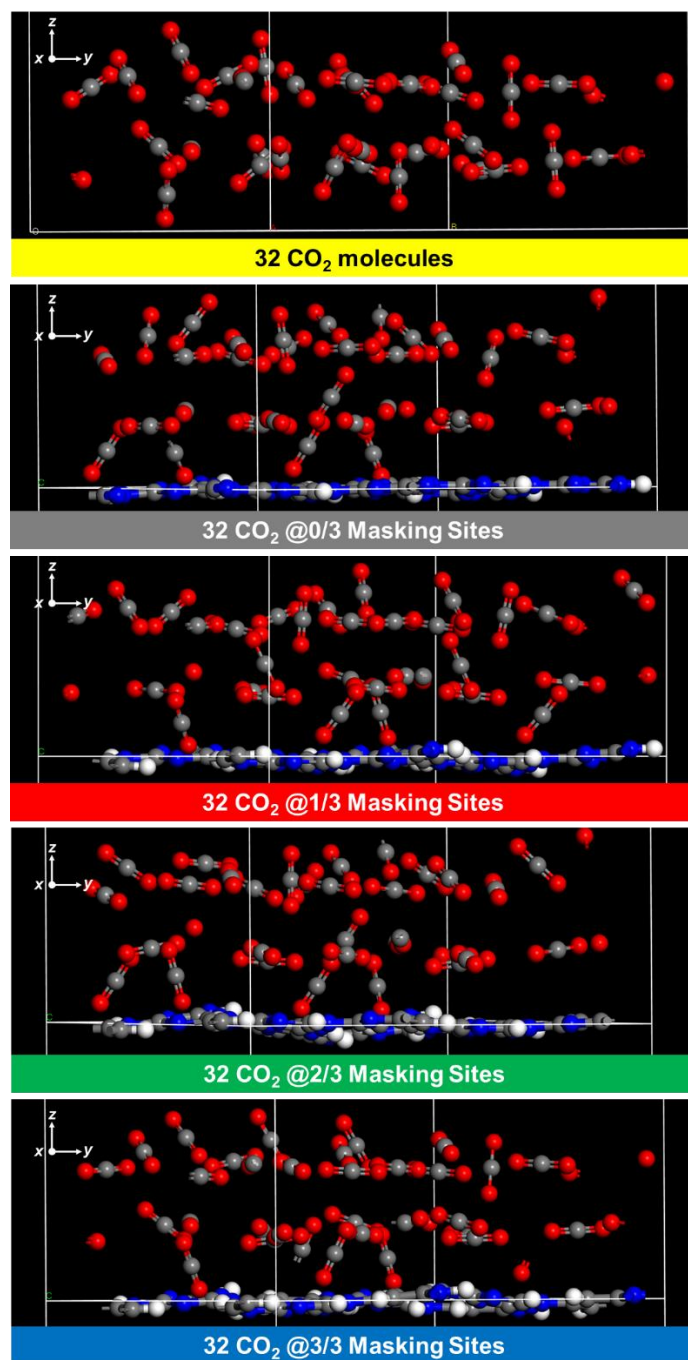 z
x y
O A B
32 CO₂ molecules
z
x y
32 CO₂ @0/3 Masking Sites
z
x y
C
32 CO₂ @1/3 Masking Sites
z
x y
C
32 CO₂ @2/3 Masking Sites
z
x y
C
32 CO₂ @3/3 Masking Sites